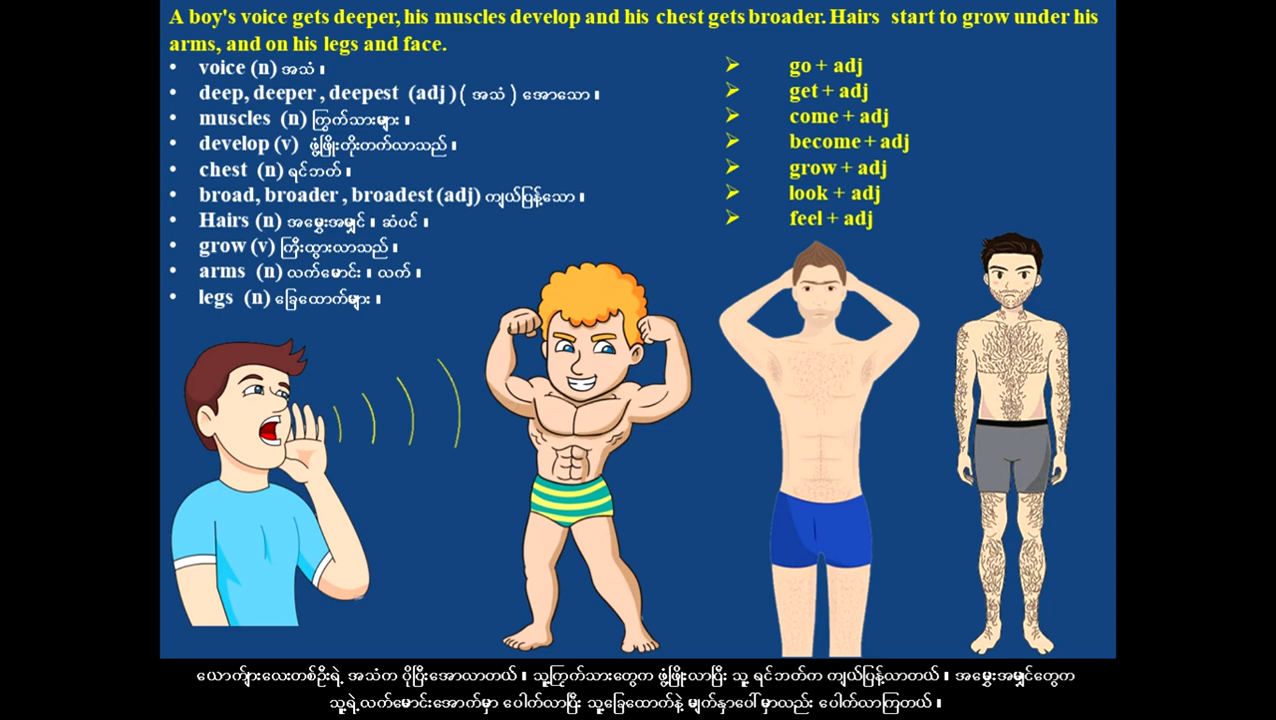 A boy's voice gets deeper, his muscles develop and his chest gets broader. Hairs start to grow under his
arms, and on his legs and face.
• voice (n) အသံ ။
• deep, deeper , deepest (adj ) ( အသံ ) အောသော ။
• muscles (n) ကြွက်သားများ ။
• develop (v) ဖွံ့ဖြိုးတိုးတက်လာသည် ။
• chest (n) ရင်ဘတ် ။
• broad, broader , broadest (adj) ကျယ်ပြန့်သော ။
• Hairs (n) အမွှေးအမျှင် ။ ဆံပင် ။
• grow (v) ကြီးထွားလာသည် ။
• arms (n) လက်မောင်း ။ လက် ။
• legs (n) ခြေထောက်များ ။
➢ go + adj
➢ get + adj
➢ come + adj
➢ become + adj
➢ grow + adj
➢ look + adj
➢ feel + adj
ယောက်ျားလေးတစ်ဦးရဲ့ အသံက ပိုပြီးအောလာတယ် ။ သူ့ကြွက်သားတွေက ဖွံ့ဖြိုးလာပြီး သူ့ ရင်ဘတ်က ကျယ်ပြန့်လာတယ် ။ အမွှေးအမျှင်တွေက
သူ့ရဲ့လက်မောင်းအောက်မှာ ပေါက်လာပြီး သူ့ခြေထောက်နဲ့ မျက်နှာပေါ်မှာလည်း ပေါက်လာကြတယ် ။